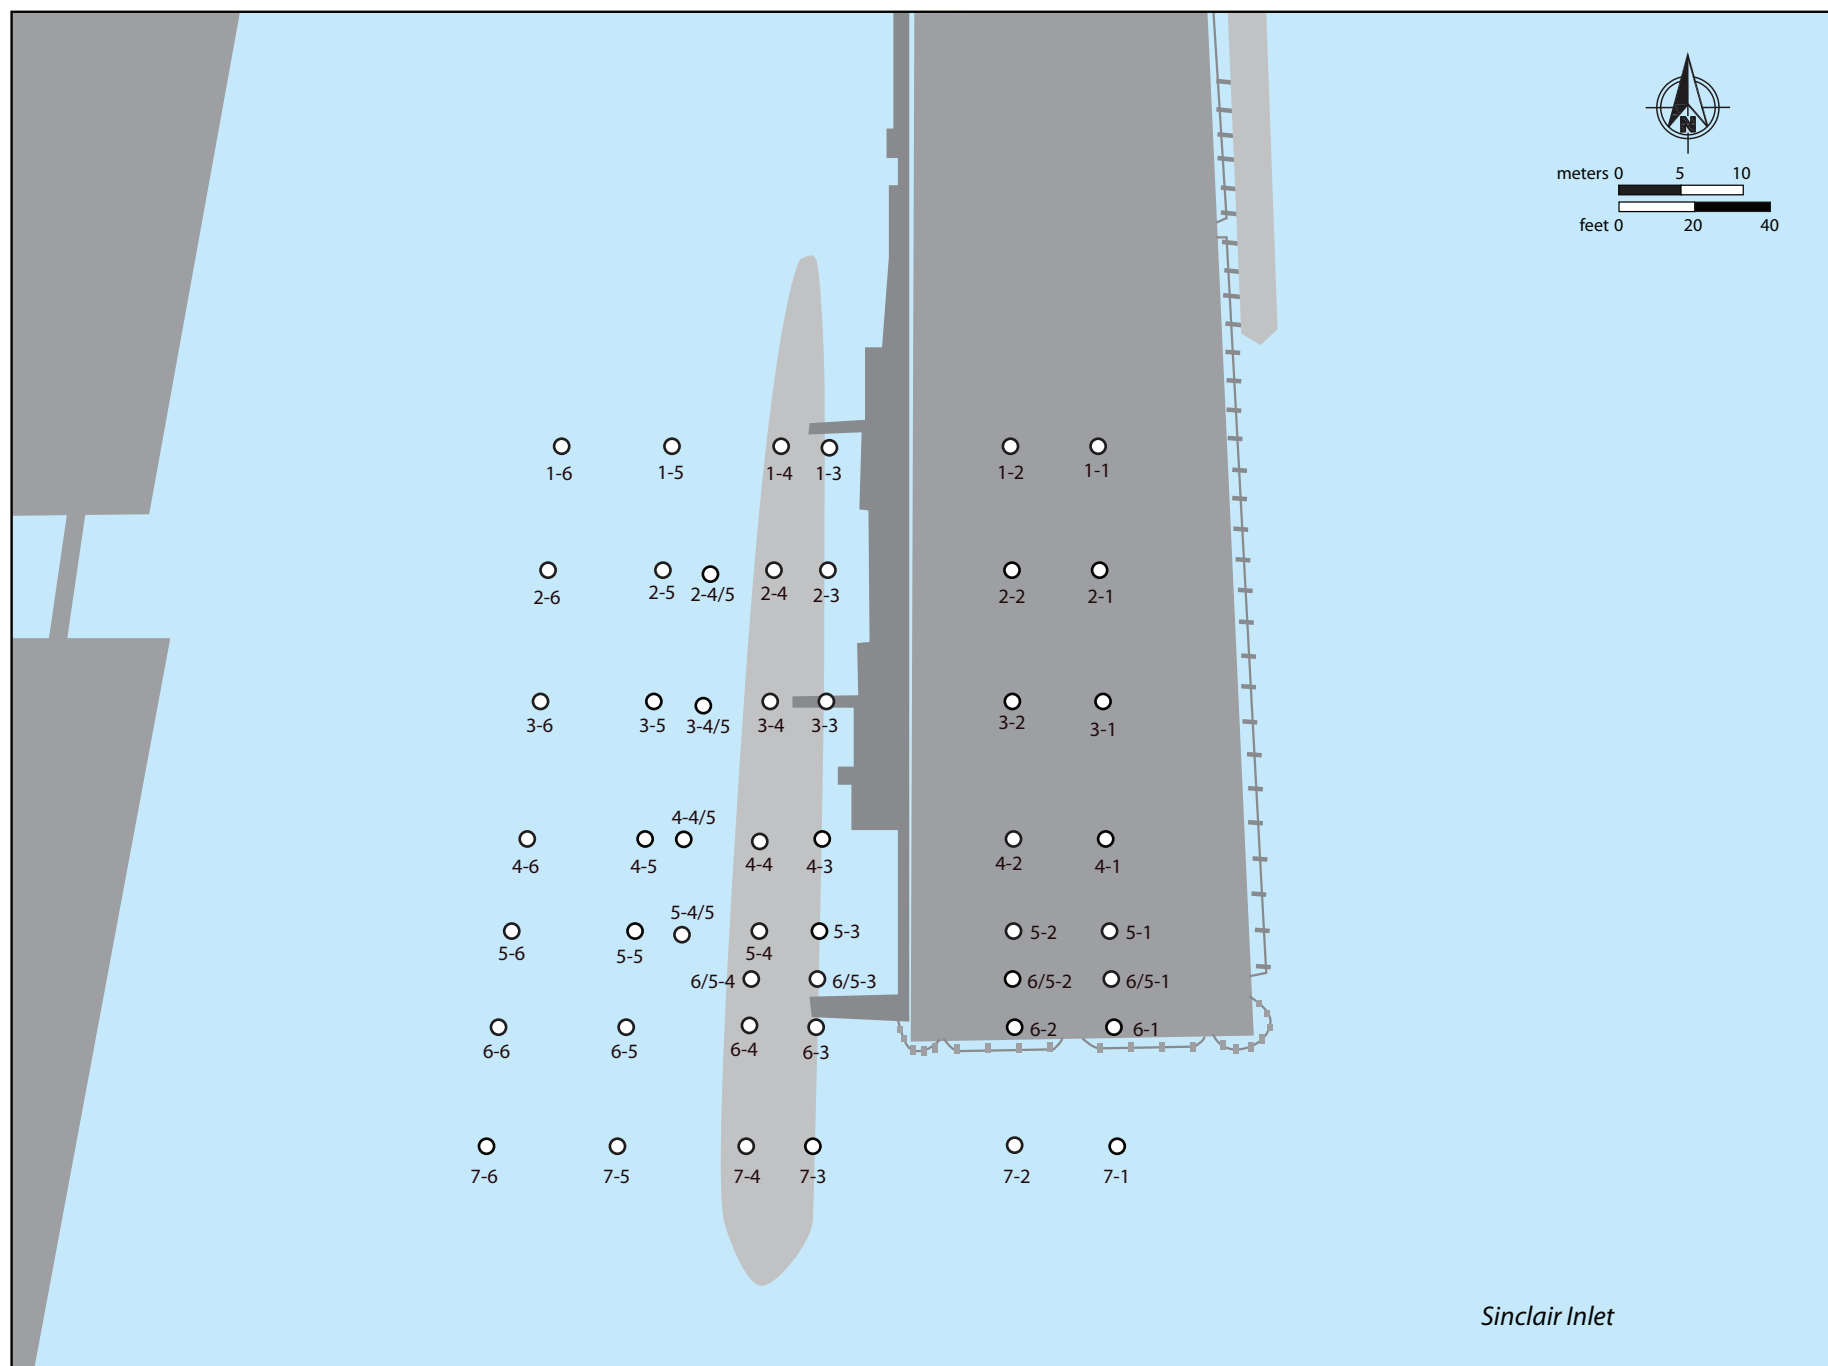 N
meters 0 5 10
feet 0 20 40
1-6 1-5 1-4 1-3 1-2 1-1
2-6 2-5 2-4/5 2-4 2-3 2-2 2-1
3-6 3-5 3-4/5 3-4 3-3 3-2 3-1
4-4/5
4-6 4-5 4-4 4-3 4-2 4-1
5-4/5
5-6 5-5 5-4 5-3 5-2 5-1
6/5-4 6/5-3 6/5-2 6/5-1
6-6 6-5 6-4 6-3 6-2 6-1
7-6 7-5 7-4 7-3 7-2 7-1
Sinclair Inlet